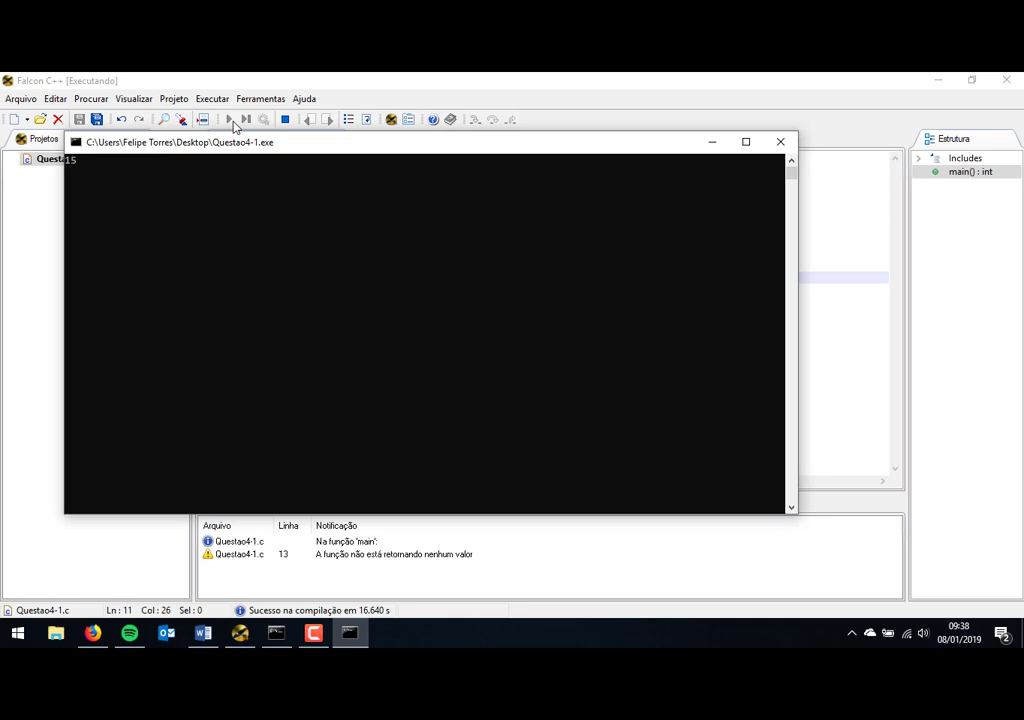 Falcon C++ [Executando]
Arquivo Editar Procurar Visualizar Projeto Executar Ferramentas Ajuda
Projetos
C:\Users\Felipe Torres\Desktop\Questao4-1.exe
Estrutura
Quest
15
Includes
main() : int
Arquivo Linha Notificação
Questao4-1.c Na função 'main':
Questao4-1.c 13 A função não está retornando nenhum valor
Questao4-1.c Ln : 11 Col : 26 Sel : 0 Sucesso na compilação em 16.640 s
09:38
08/01/2019
2